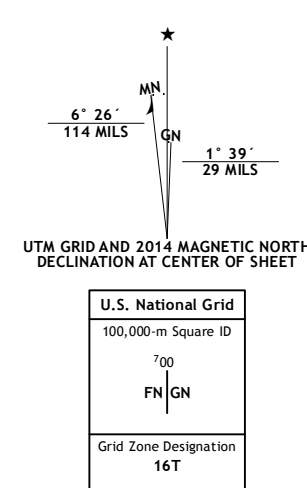 ★
MN
GN
6° 26´
114 MILS
1° 39´
29 MILS
UTM GRID AND 2014 MAGNETIC NORTH
DECLINATION AT CENTER OF SHEET
U.S. National Grid
100,000-m Square ID
⁷00
FN GN
Grid Zone Designation
16T